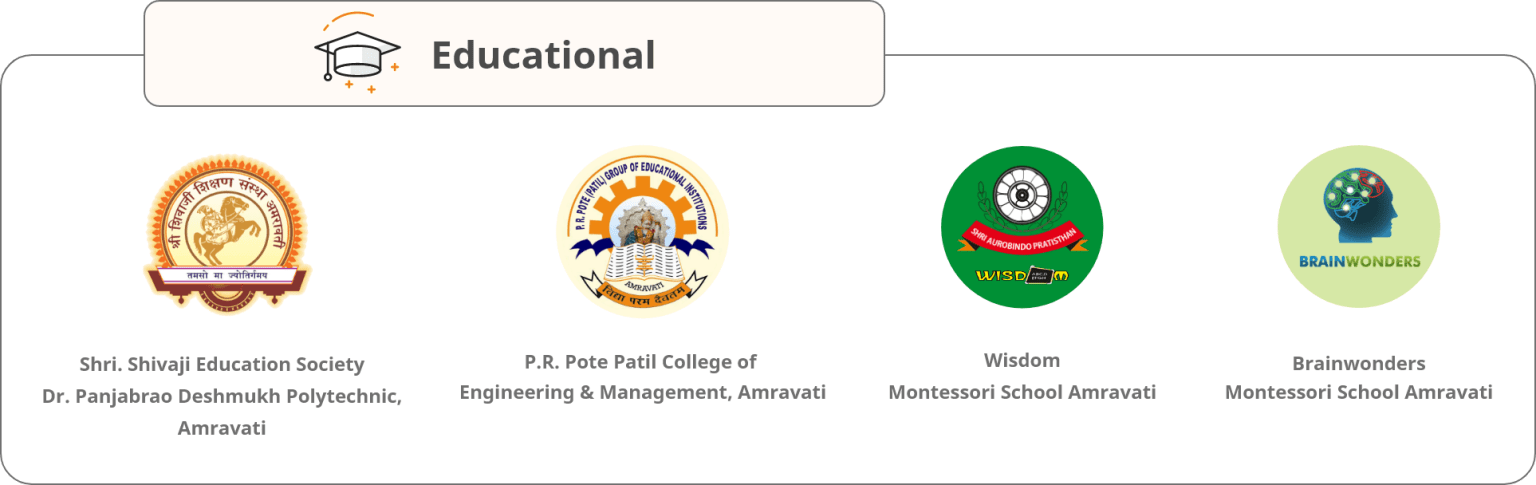 Educational
श्री शिवाजी शिक्षण संस्था अमरावती
तमसो मा ज्योतिर्गमय
P. R. POTE (PATIL) GROUP OF EDUCATIONAL INSTITUTIONS
AMRAVATI
विद्या परम दैवतम
SHRI AUROBINDO PRATISTHAN
WISDOM
BRAINWONDERS
Shri. Shivaji Education Society
Dr. Panjabrao Deshmukh Polytechnic,
Amravati
P.R. Pote Patil College of
Engineering & Management, Amravati
Wisdom
Montessori School Amravati
Brainwonders
Montessori School Amravati